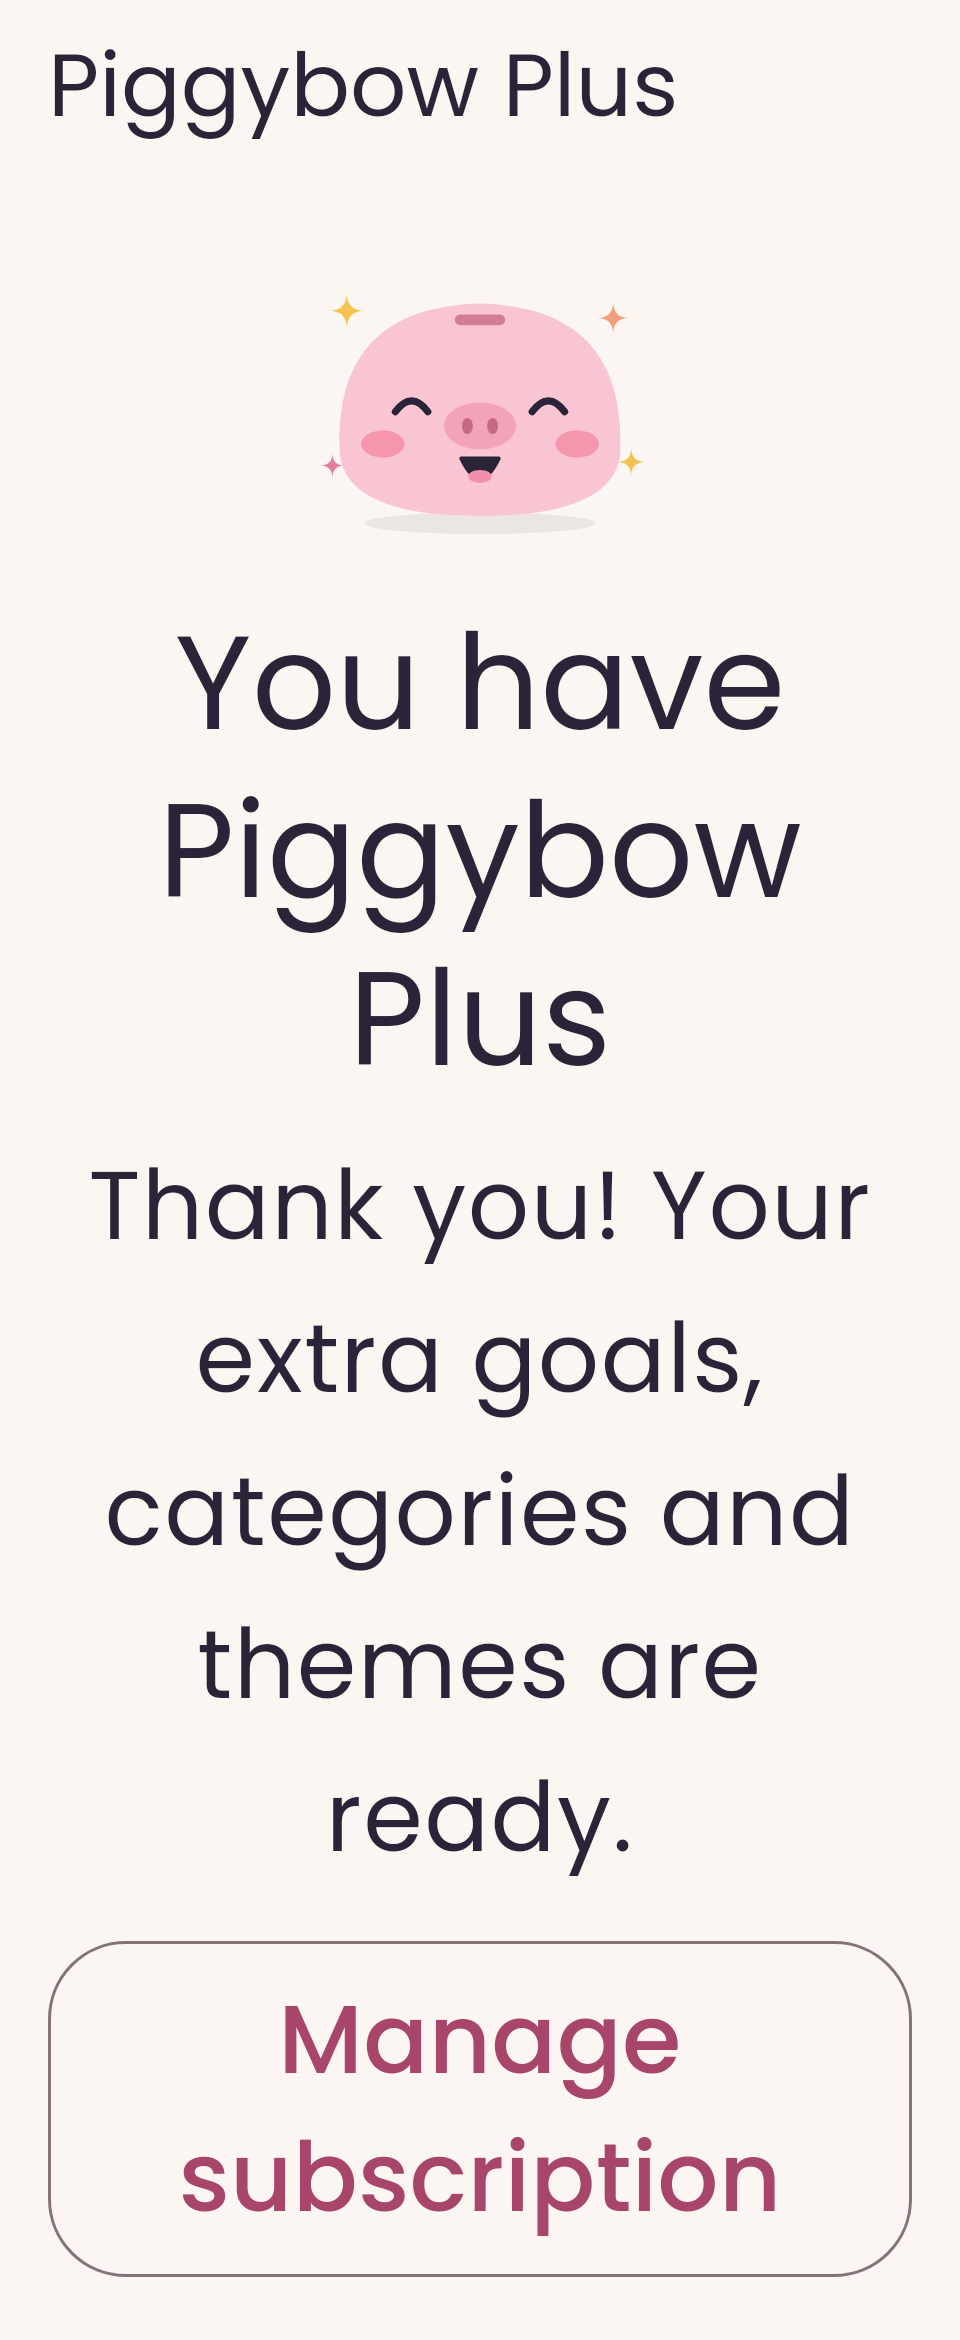 Piggybow Plus
You have
Piggybow
Plus
Thank you! Your
extra goals,
categories and
themes are
ready.
Manage
subscription